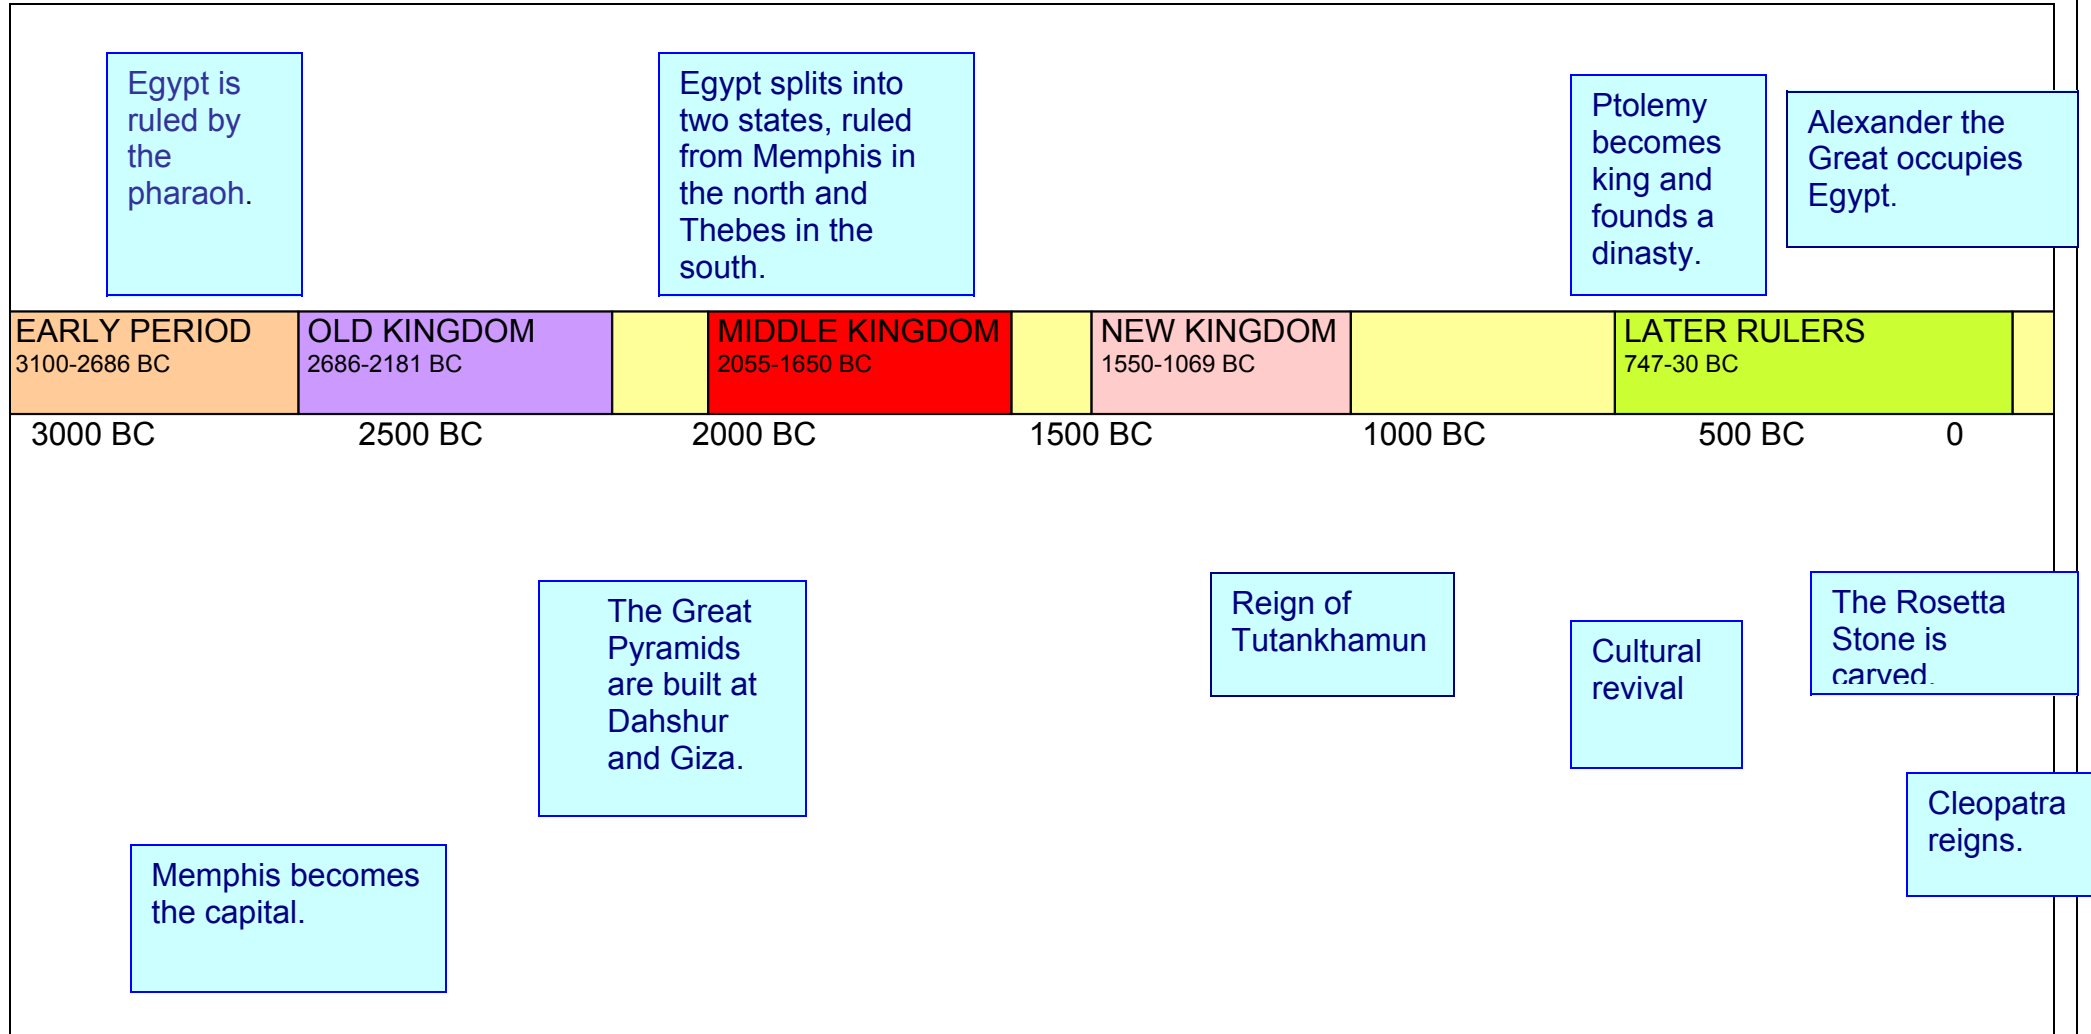 Egypt is
ruled by
the
pharaoh.
Egypt splits into
two states, ruled
from Memphis in
the north and
Thebes in the
south.
Ptolemy
becomes
king and
founds a
dinasty.
Alexander the
Great occupies
Egypt.
EARLY PERIOD
3100-2686 BC
OLD KINGDOM
2686-2181 BC
MIDDLE KINGDOM
2055-1650 BC
NEW KINGDOM
1550-1069 BC
LATER RULERS
747-30 BC
3000 BC 2500 BC 2000 BC 1500 BC 1000 BC 500 BC 0
The Great
Pyramids
are built at
Dahshur
and Giza.
Reign of
Tutankhamun
Cultural
revival
The Rosetta
Stone is
carved.
Cleopatra
reigns.
Memphis becomes
the capital.